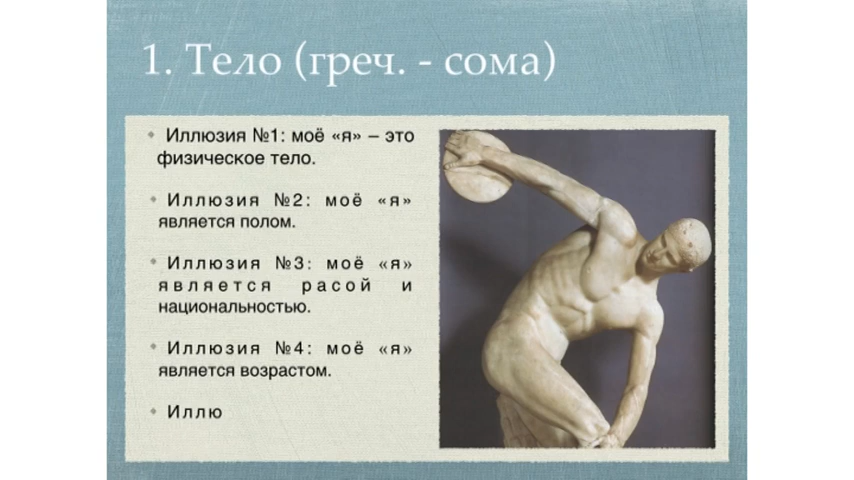 1. Тело (греч. - сома)
• Иллюзия №1: моё «я» – это
физическое тело.
• Иллюзия №2: моё «я»
является полом.
• Иллюзия №3: моё «я»
является расой и
национальностью.
• Иллюзия №4: моё «я»
является возрастом.
• Иллю